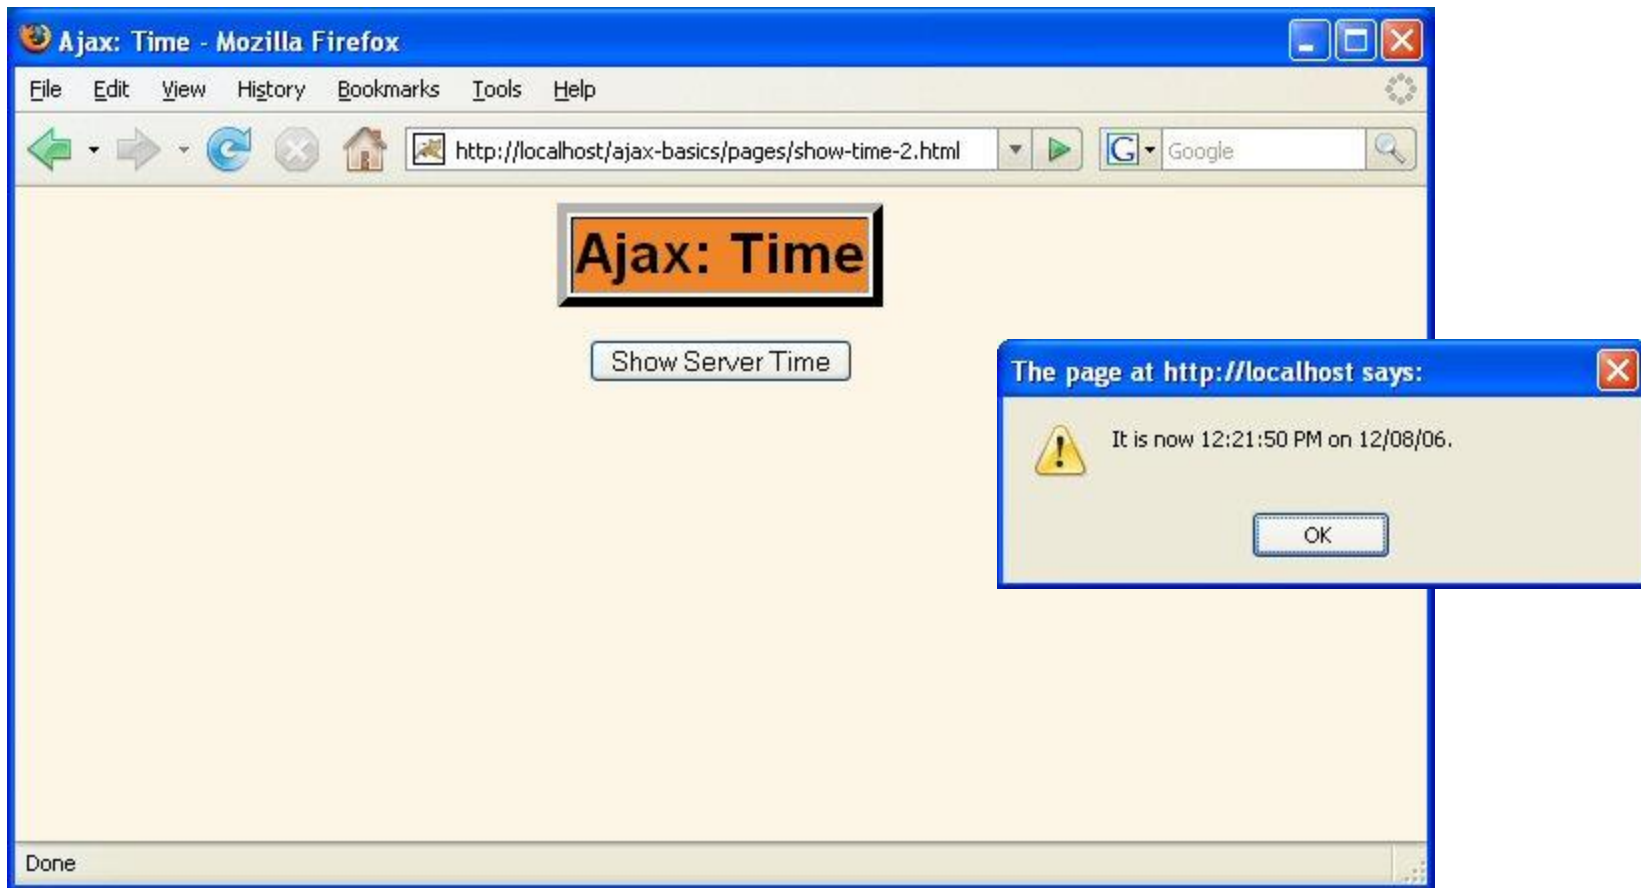 Ajax: Time - Mozilla Firefox
File Edit View History Bookmarks Tools Help
http://localhost/ajax-basics/pages/show-time-2.html G Google
Ajax: Time
Show Server Time
The page at http://localhost says:
It is now 12:21:50 PM on 12/08/06.
OK
Done